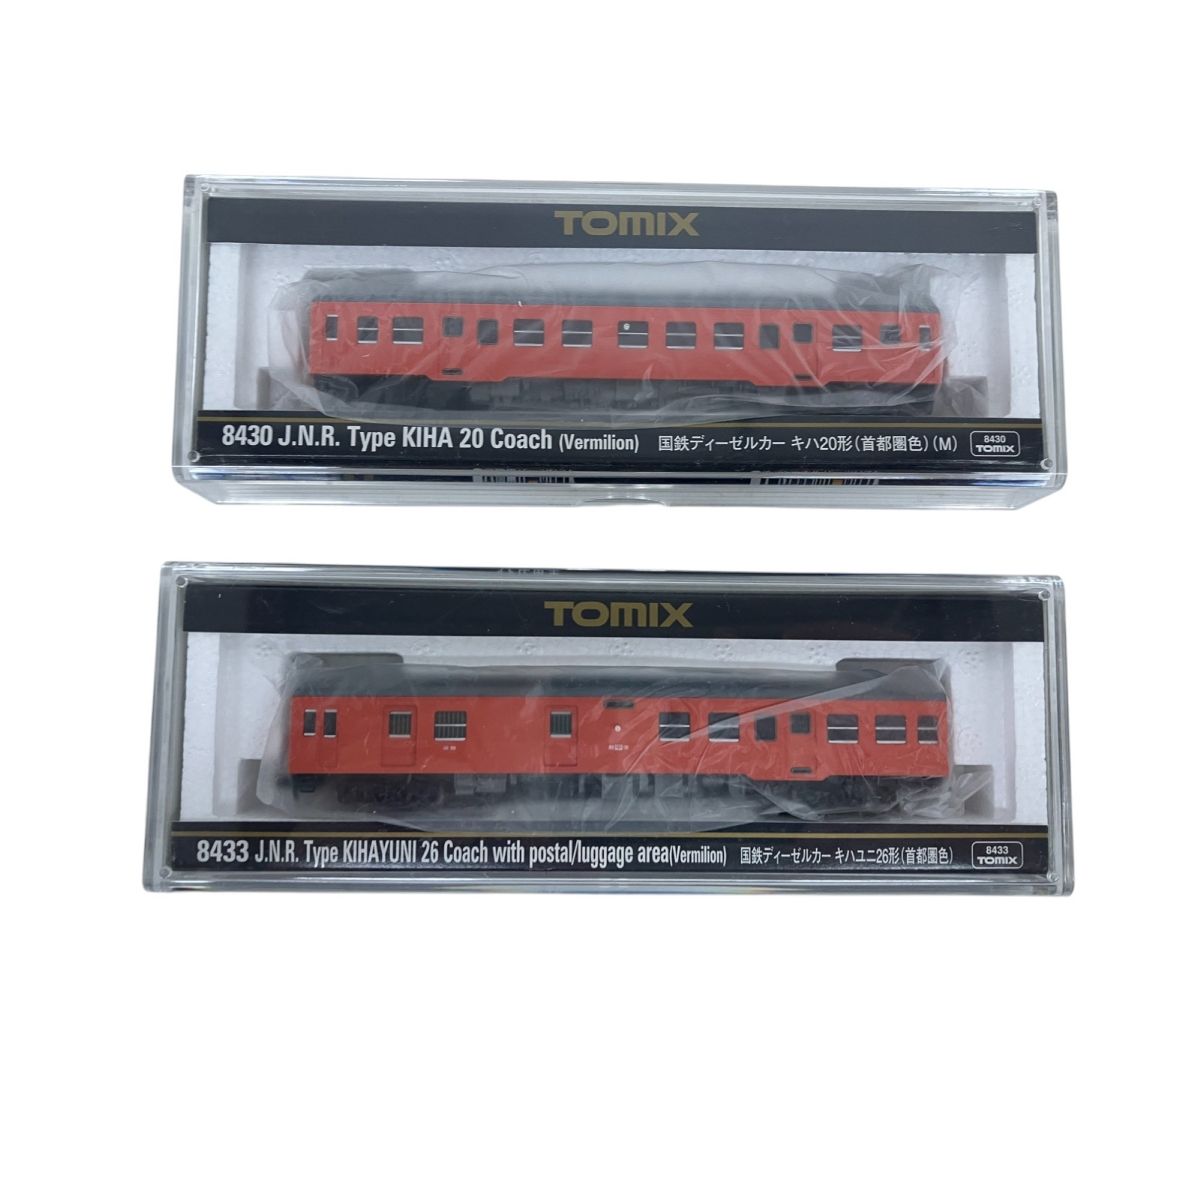 TOMIX
8430 J.N.R. Type KIHA 20 Coach (Vermilion) 国鉄ディーゼルカー キハ20形(首都圏色)(M) 8430 TOMIX
TOMIX
8433 J.N.R. Type KIHAYUNI 26 Coach with postal/luggage area(Vermilion) 国鉄ディーゼルカー キハユニ26形(首都圏色) 8433 TOMIX